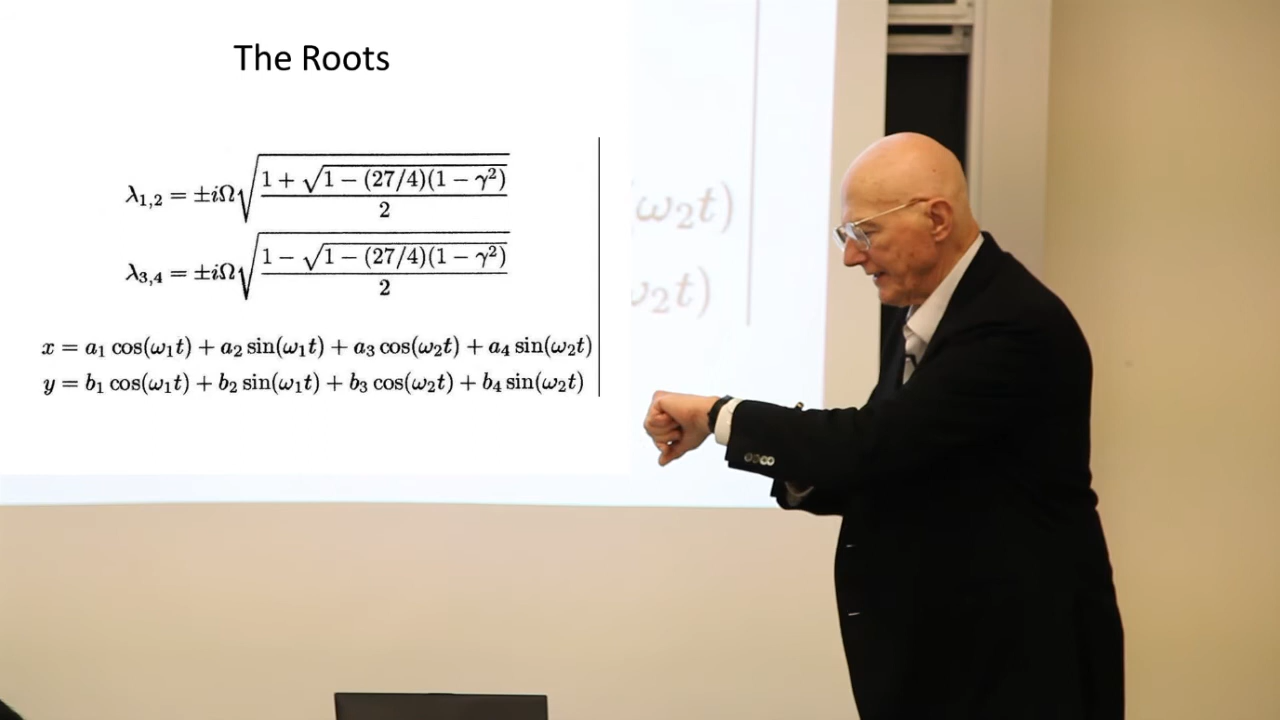 The Roots
λ₁,₂ = ±iΩ√((1 + √(1 − (27/4)(1 − γ²)))/2)
λ₃,₄ = ±iΩ√((1 − √(1 − (27/4)(1 − γ²)))/2)
x = a₁ cos(ω₁t) + a₂ sin(ω₁t) + a₃ cos(ω₂t) + a₄ sin(ω₂t)
y = b₁ cos(ω₁t) + b₂ sin(ω₁t) + b₃ cos(ω₂t) + b₄ sin(ω₂t)
(ω₂t)
ω₂t)